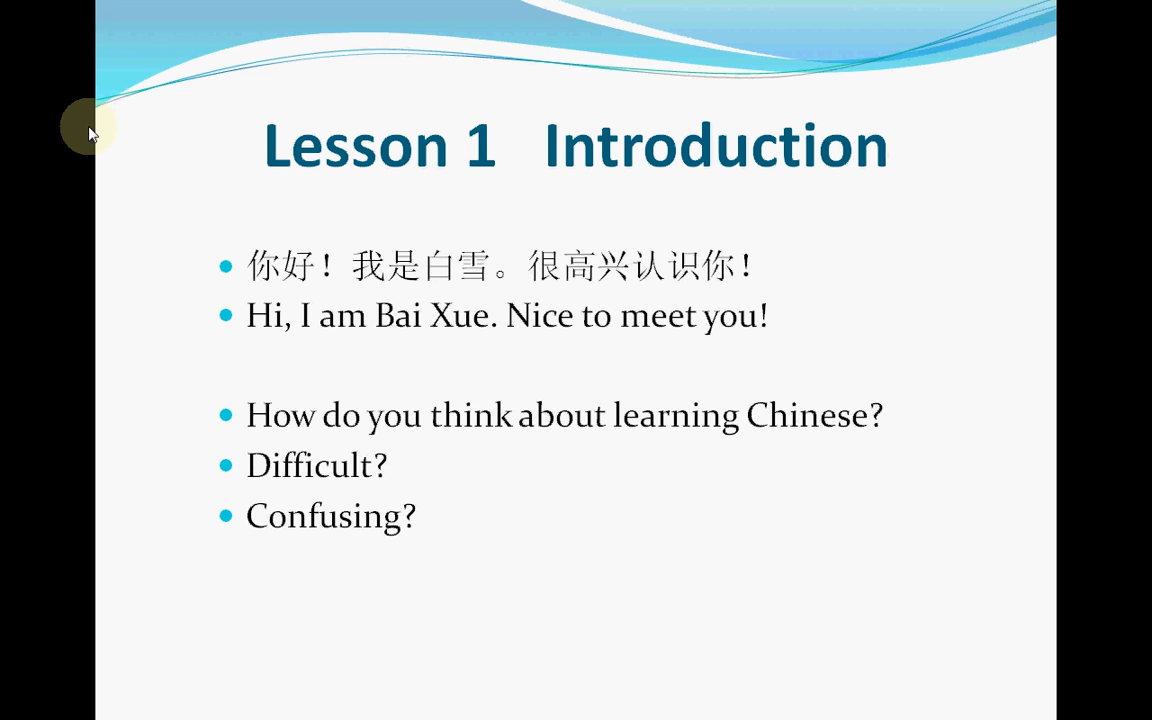 Lesson 1 Introduction
你好！我是白雪。很高兴认识你！
Hi, I am Bai Xue. Nice to meet you!
How do you think about learning Chinese?
Difficult?
Confusing?